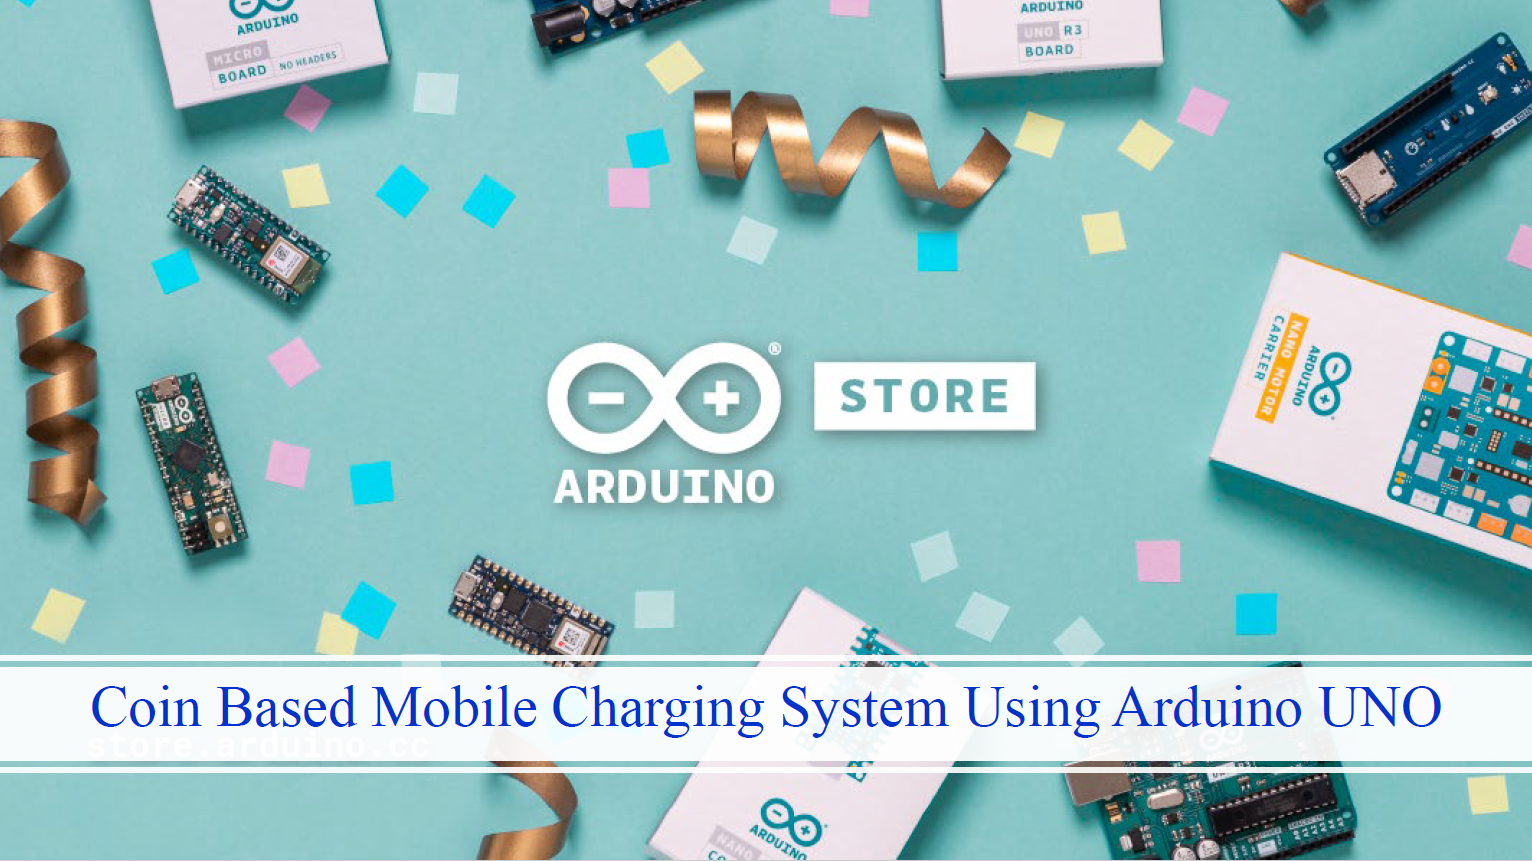 ARDUINO
MICRO
BOARD NO HEADERS
ARDUINO
UNO R3
BOARD
ARDUINO
NANO MOTOR
CARRIER
STORE
ARDUINO
Coin Based Mobile Charging System Using Arduino UNO
store.arduino.cc
ARDUINO
NANO